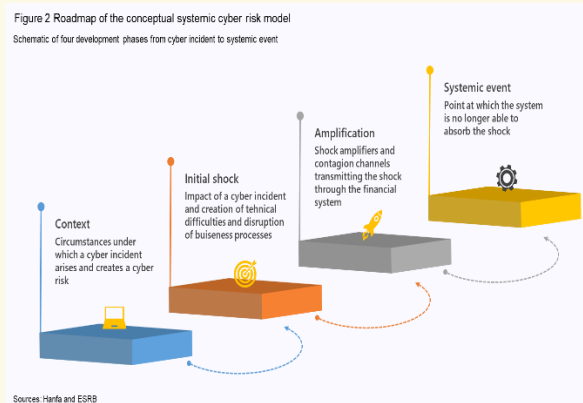 Figure 2 Roadmap of the conceptual systemic cyber risk model
Schematic of four development phases from cyber incident to systemic event
Systemic event
Point at which the system
is no longer able to
absorb the shock
Amplification
Shock amplifiers and
contagion channels
transmitting the shock
through the financial
system
Initial shock
Impact of a cyber incident
and creation of tehnical
difficulties and disruption
of buiseness processes
Context
Circumstances under
which a cyber incident
arises and creates a cyber
risk
Sources: Hanfa and ESRB